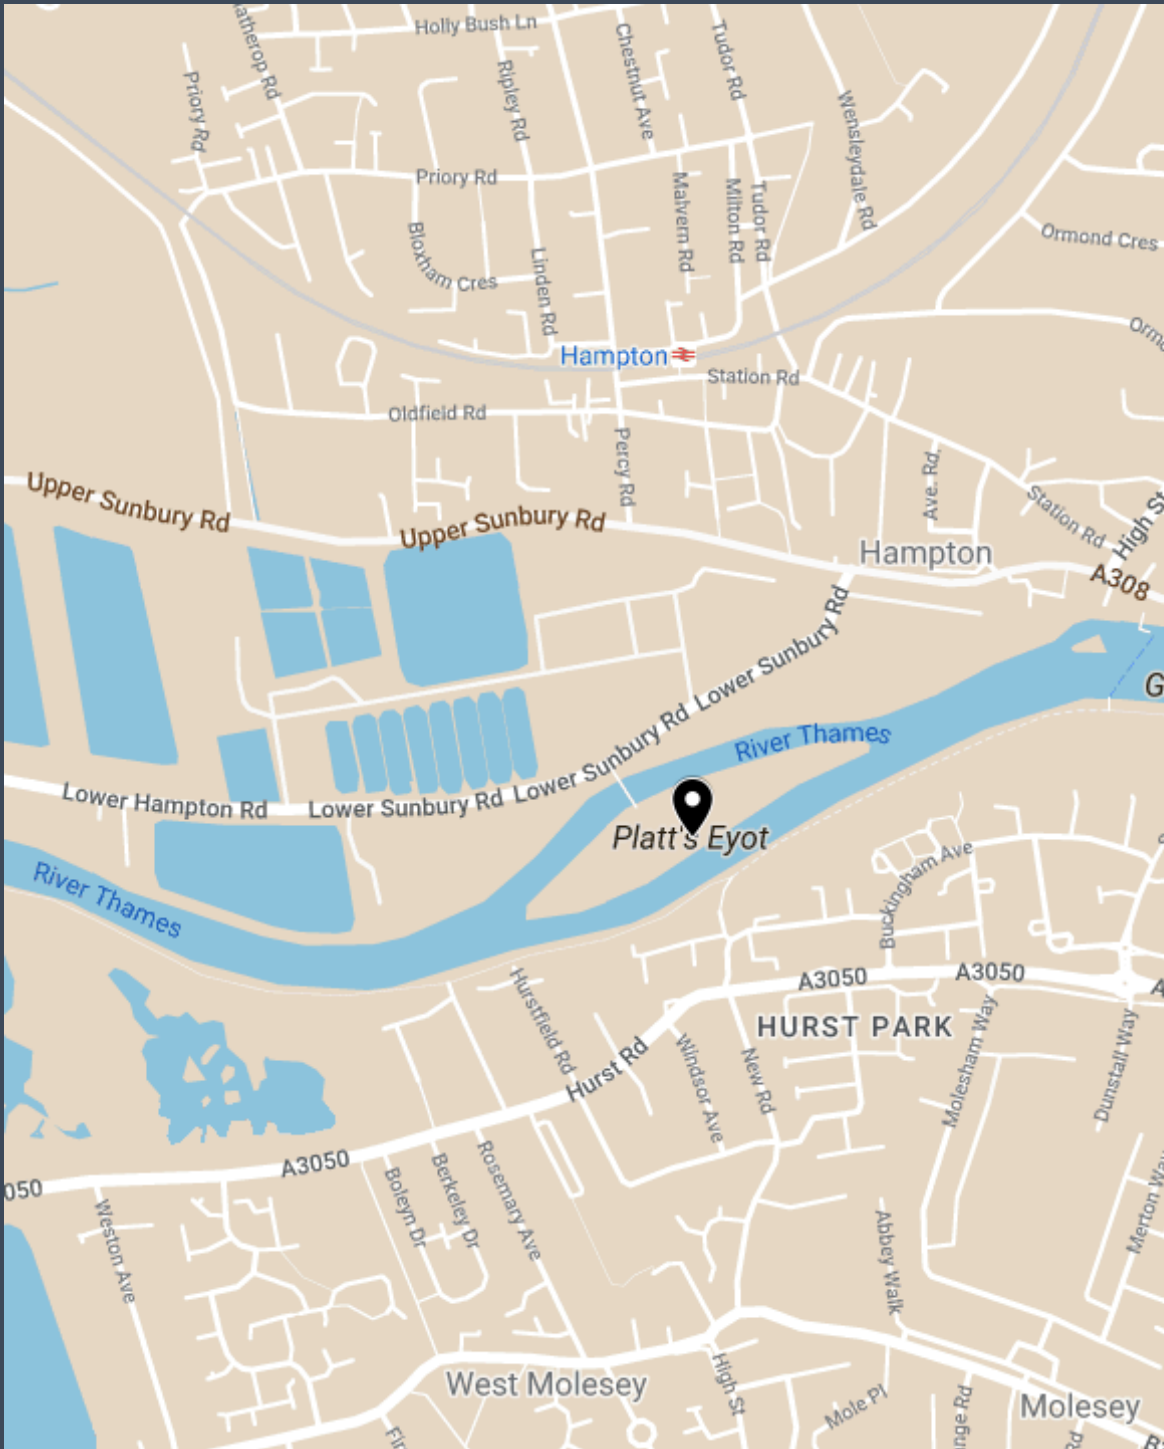 Holly Bush Ln
Priory Rd
Ripley Rd
Chestnut Ave
Tudor Rd
Wensleydale Rd
Priory Rd
Malvern Rd
Milton Rd
Tudor Rd
Ormond Cres
Bloxham Cres
Linden Rd
Hampton
Station Rd
Oldfield Rd
Percy Rd
Ave. Rd.
Station Rd
High St
Upper Sunbury Rd
Upper Sunbury Rd
Hampton
A308
Lower Sunbury Rd
River Thames
Lower Hampton Rd
Lower Sunbury Rd
Lower Sunbury Rd
Platt's Eyot
River Thames
Buckingham Ave
A3050
A3050
Hurstfield Rd
HURST PARK
Hurst Rd
Windsor Ave
New Rd
Molesham Way
Dunstall Way
A3050
050
Weston Ave
Boleyn Dr
Berkeley Dr
Rosemary Ave
Abbey Walk
Merton Way
West Molesey
High St
Mole Pl
Molesey